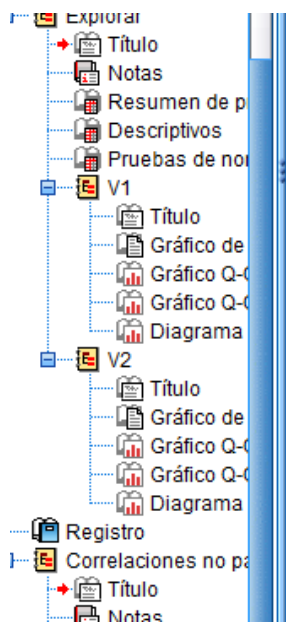 Explorar
Título
Notas
Resumen de p
Descriptivos
Pruebas de nor
V1
Título
Gráfico de
Gráfico Q-
Gráfico Q-
Diagrama
V2
Título
Gráfico de
Gráfico Q-
Gráfico Q-
Diagrama
Registro
Correlaciones no pa
Título
Notas